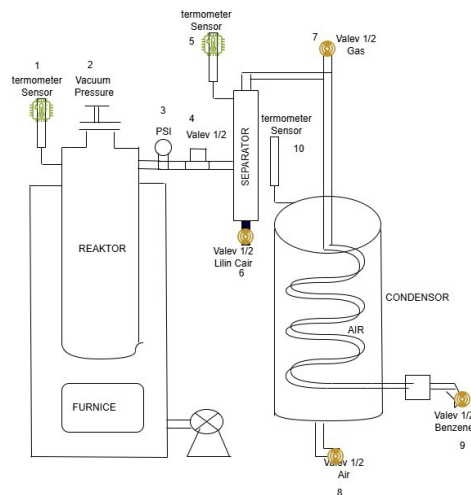 1
termometer
Sensor
2
Vacuum
Pressure
3
PSI
4
Valev 1/2
termometer
Sensor
5
7
Valev 1/2
Gas
termometer
Sensor
10
SEPARATOR
Valev 1/2
Lilin Cair
6
REAKTOR
FURNICE
CONDENSOR
AIR
Valev 1/2
Benzene
9
Valev 1/2
Air
8